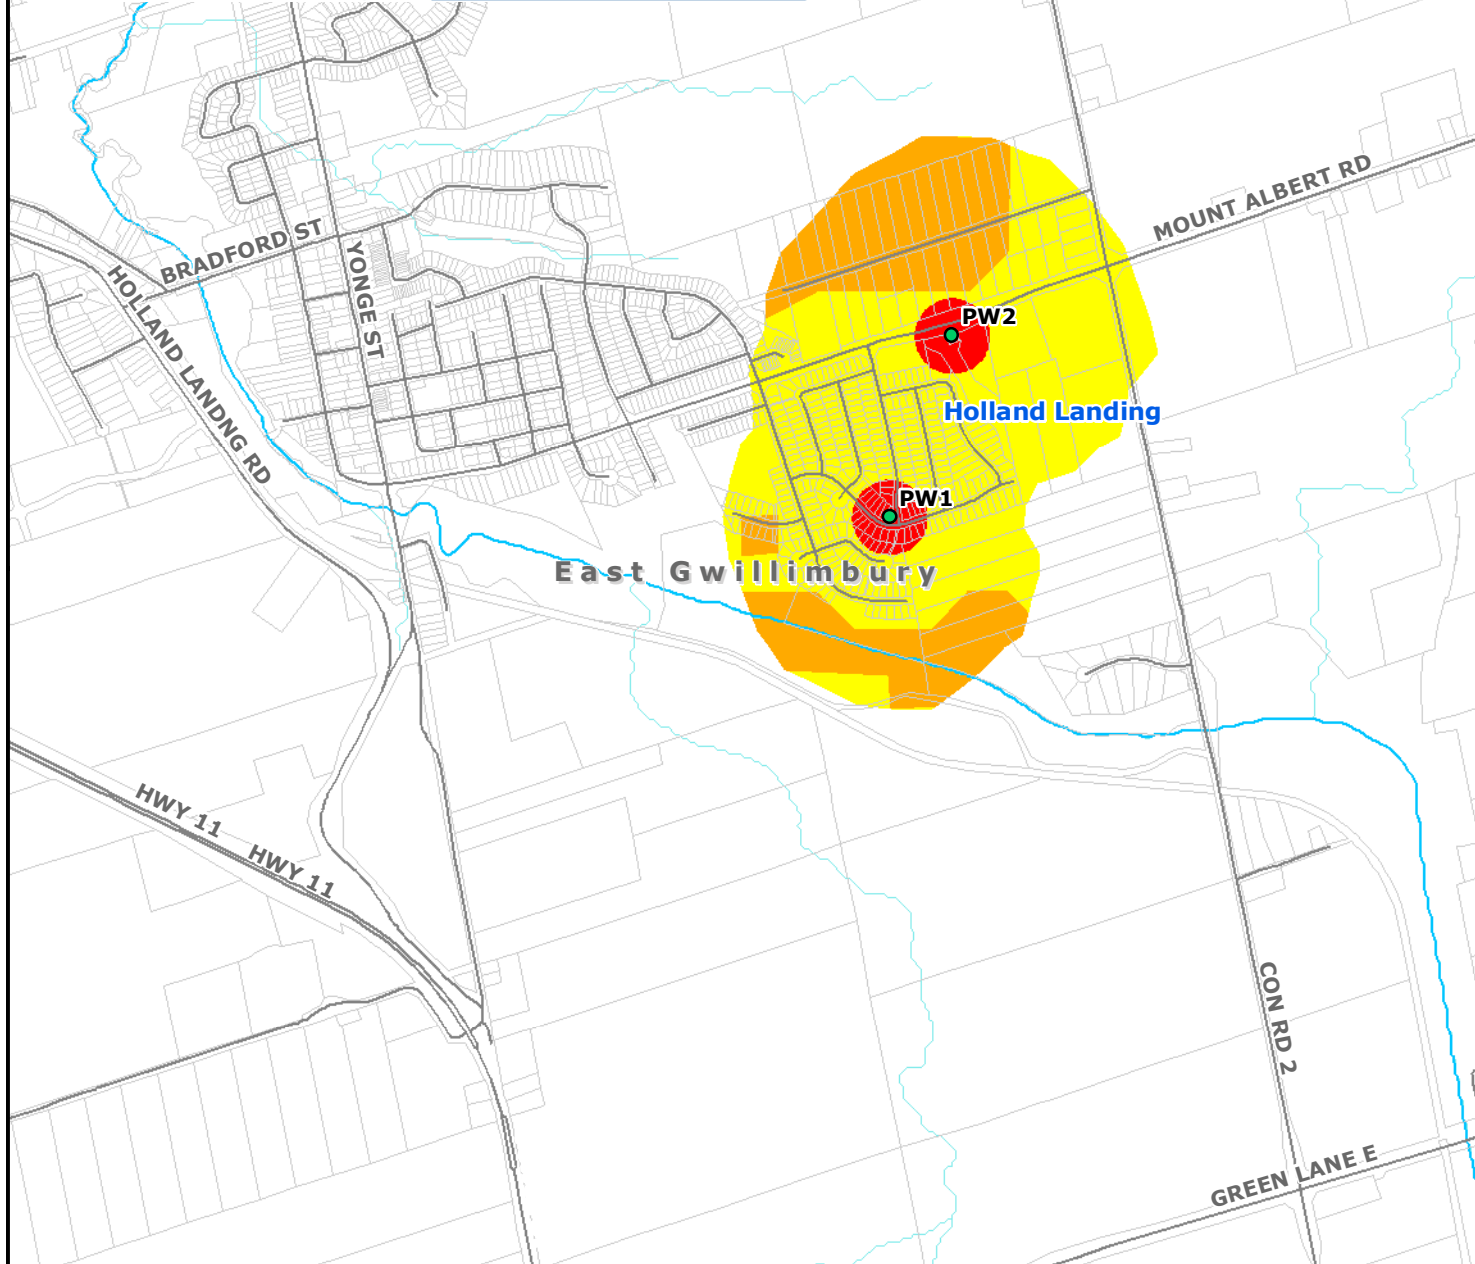 MOUNT ALBERT RD
BRADFORD ST
YONGE ST
HOLLAND LANDNG RD
PW2
Holland Landing
PW1
East Gwillimbury
HWY 11
HWY 11
CON RD 2
GREEN LANE E